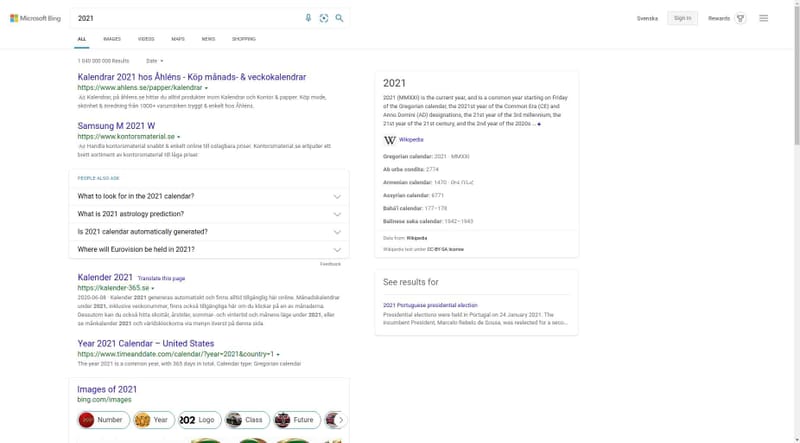 Microsoft Bing
2021
Svenska
Sign in
Rewards
ALL
IMAGES
VIDEOS
MAPS
NEWS
SHOPPING
1 040 000 000 Results
Date
Kalendrar 2021 hos Åhléns - Köp månads- & veckokalendrar
https://www.ahlens.se/papper/kalendrar
Ad Kalendrar, på åhlens.se hittar du alltid produkter inom Kalendrar och Kontor & papper. Köp mode,
skönhet & inredning från 1000+ varumärken tryggt & enkelt hos Åhléns.
Samsung M 2021 W
https://www.kontorsmaterial.se
Ad Handla kontorsmaterial snabbt & enkelt online till oslagbara priser. Kontorsmaterial.se erbjuder ett
brett sortiment av kontorsmaterial till låga priser.
PEOPLE ALSO ASK
What to look for in the 2021 calendar?
What is 2021 astrology prediction?
Is 2021 calendar automatically generated?
Where will Eurovision be held in 2021?
Feedback
Kalender 2021 Translate this page
https://kalender-365.se
2020-06-08 · Kalender 2021 genereras automatiskt och finns alltid tillgänglig här online. Månadskalendrar
under 2021, inklusive veckonummer, finns också tillgängliga här om du klickar på en av månaderna.
Dessutom kan du också hitta skottår, årstider, sommar- och vintertid och månens läge under 2021, eller
se månkalender 2021 och världsklockorna via menyn överst på denna sida.
Year 2021 Calendar – United States
https://www.timeanddate.com/calendar/?year=2021&country=1
The year 2021 is a common year, with 365 days in total. Calendar type: Gregorian calendar
Images of 2021
bing.com/images
Number
Year
Logo
Class
Future
2021
2021 (MMXXI) is the current year, and is a common year starting on Friday
of the Gregorian calendar, the 2021st year of the Common Era (CE) and
Anno Domini (AD) designations, the 21st year of the 3rd millennium, the
21st year of the 21st century, and the 2nd year of the 2020s ...
W Wikipedia
Gregorian calendar: 2021 · MMXXI
Ab urbe condita: 2774
Armenian calendar: 1470 ·
Assyrian calendar: 6771
Bahá'í calendar: 177–178
Balinese saka calendar: 1942–1943
Data from: Wikipedia
Wikipedia text under CC-BY-SA license
See results for
2021 Portuguese presidential election
Presidential elections were held in Portugal on 24 January 2021. The
incumbent President, Marcelo Rebelo de Sousa, was reelected for a seco...